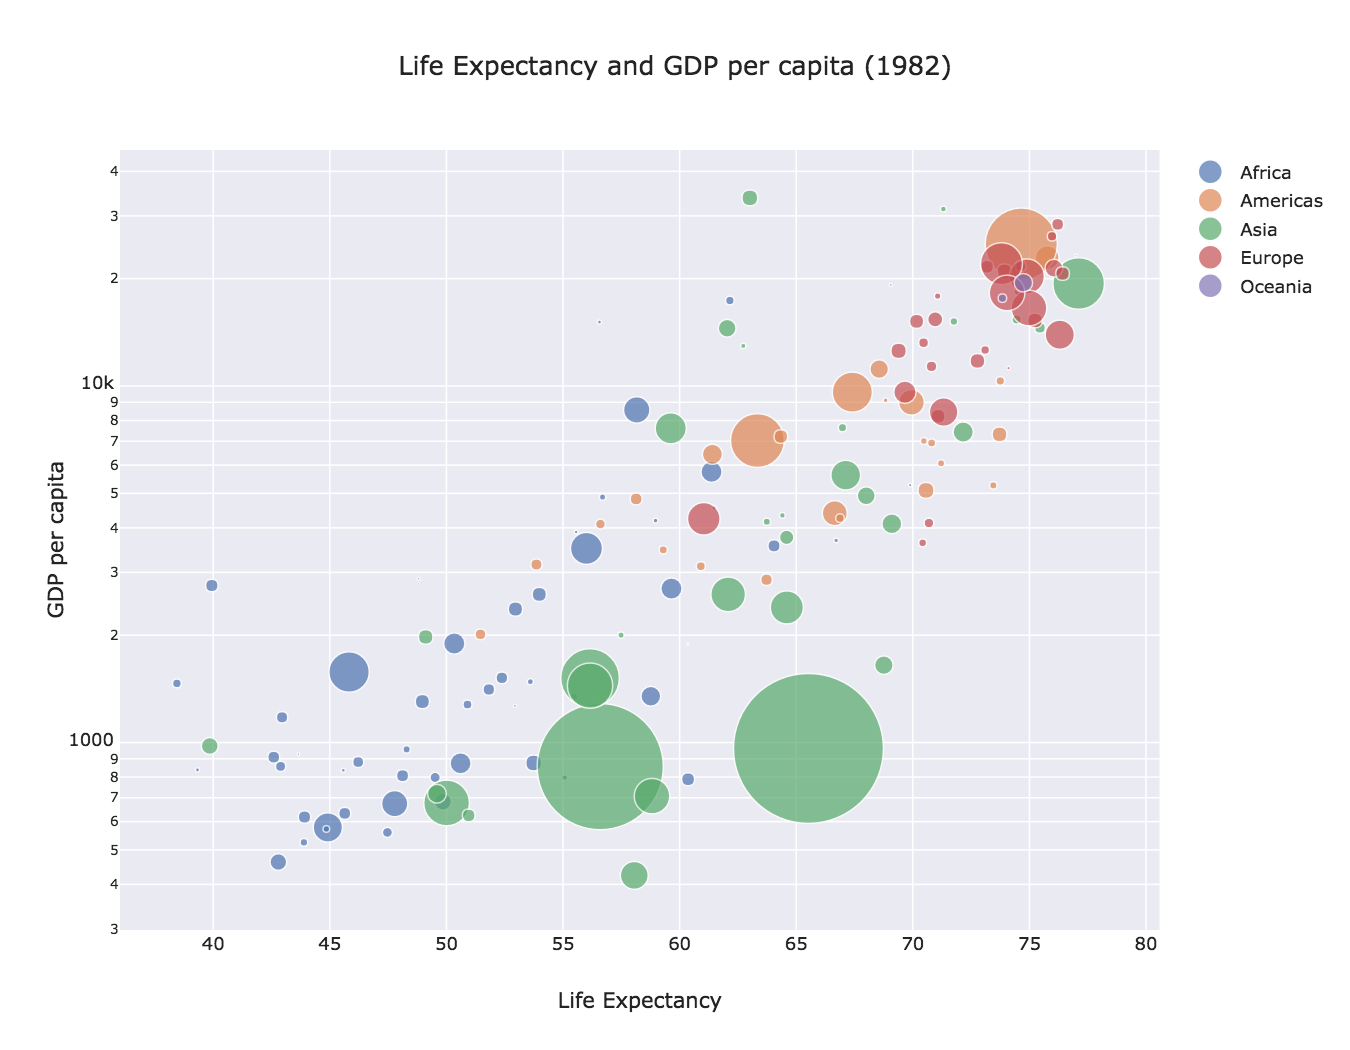 Life Expectancy and GDP per capita (1982)
Africa
Americas
Asia
Europe
Oceania
GDP per capita
4
3
2
10k
9
8
7
6
5
4
3
2
1000
9
8
7
6
5
4
3
40 45 50 55 60 65 70 75 80
Life Expectancy